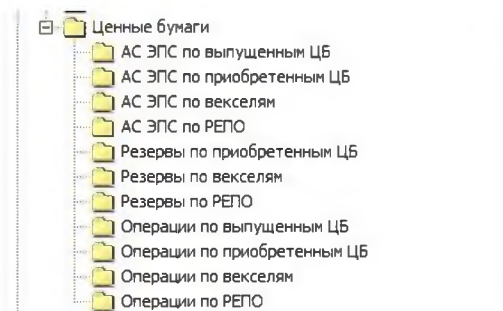 Ценные бумаги
АС ЭПС по выпущенным ЦБ
АС ЭПС по приобретенным ЦБ
АС ЭПС по векселям
АС ЭПС по РЕПО
Резервы по приобретенным ЦБ
Резервы по векселям
Резервы по РЕПО
Операции по выпущенным ЦБ
Операции по приобретенным ЦБ
Операции по векселям
Операции по РЕПО